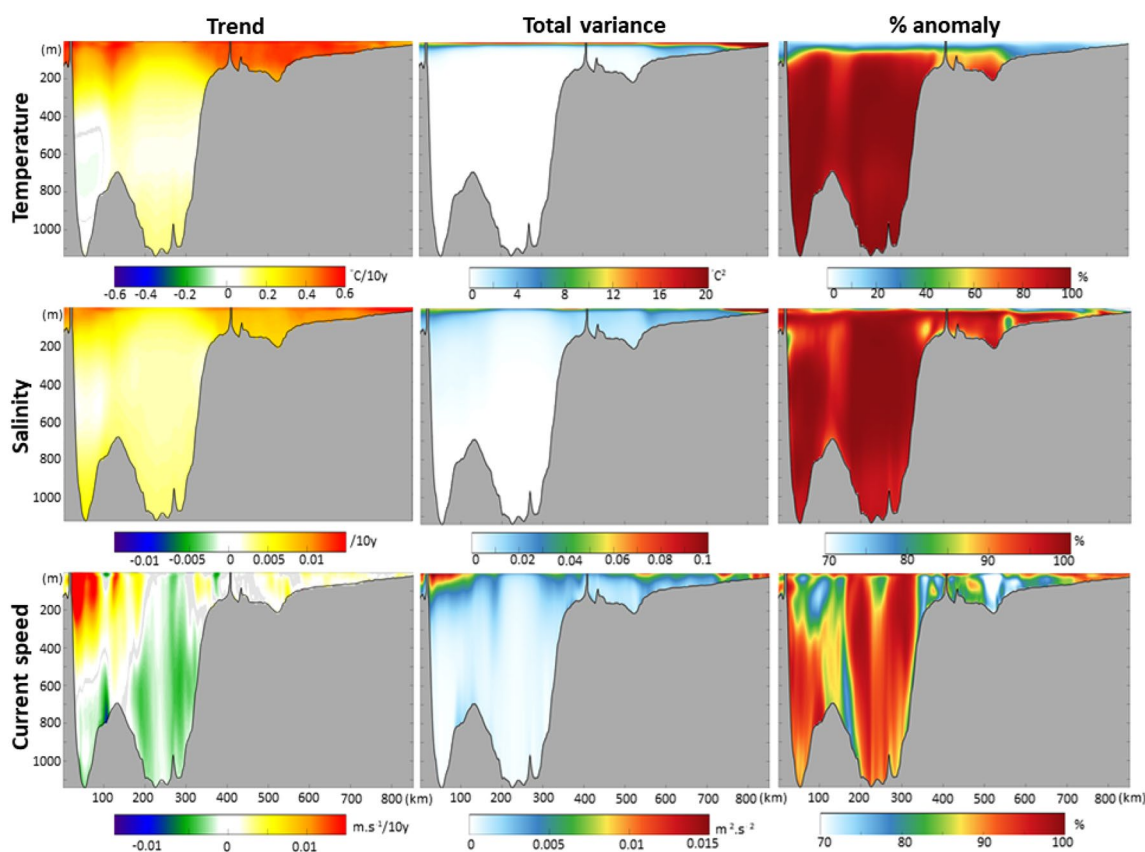 Trend Total variance % anomaly
Temperature
(m)
200
400
600
800
1000
-0.6 -0.4 -0.2 0 0.2 0.4 0.6 °C/10y
0 4 8 12 16 20 °C²
0 20 40 60 80 100 %
Salinity
(m)
200
400
600
800
1000
-0.01 -0.005 0 0.005 0.01 /10y
0 0.02 0.04 0.06 0.08 0.1
70 80 90 100 %
Current speed
(m)
200
400
600
800
1000
100 200 300 400 500 600 700 800 (km)
100 200 300 400 500 600 700 800 (km)
100 200 300 400 500 600 700 800
-0.01 0 0.01 m.s⁻¹/10y
0 0.005 0.01 0.015 m².s⁻²
70 80 90 100 %